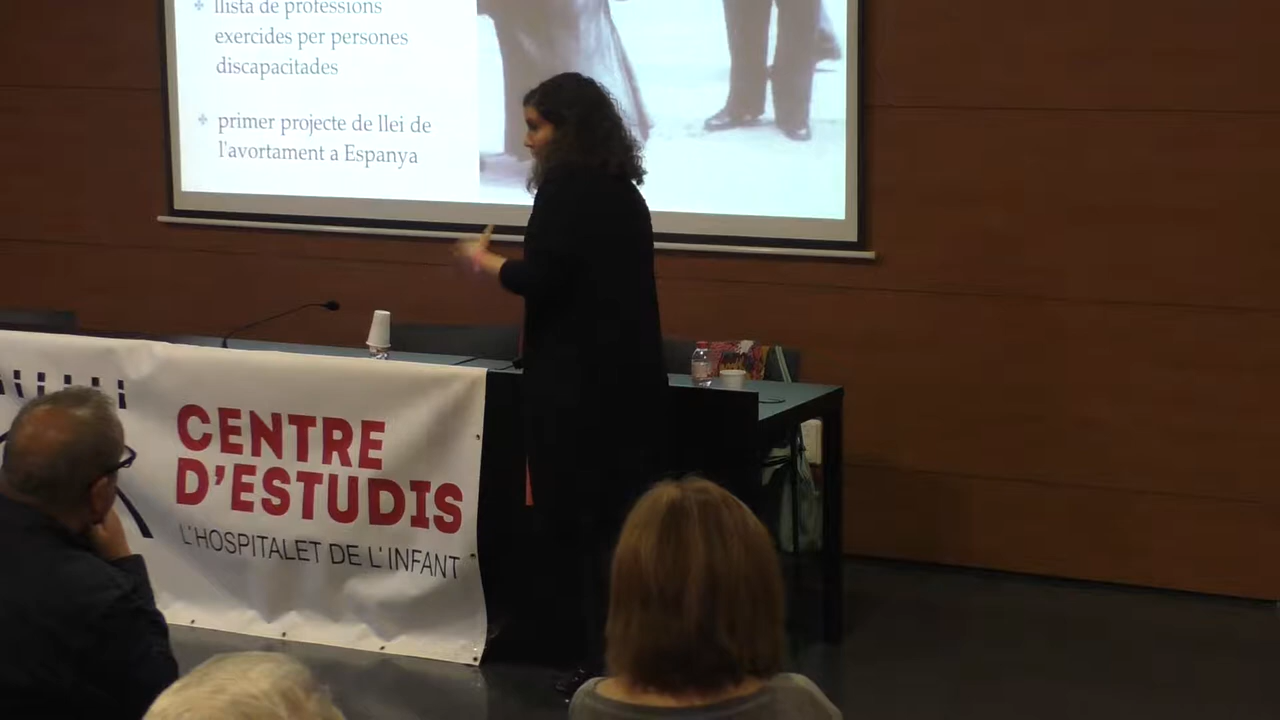 llista de professions
exercides per persones
discapacitades
primer projecte de llei de
l'avortament a Espanya
CENTRE
D'ESTUDIS
L'HOSPITALET DE L'INFANT